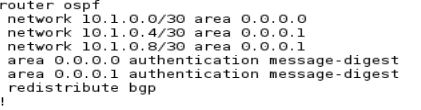 router ospf
 network 10.1.0.0/30 area 0.0.0.0
 network 10.1.0.4/30 area 0.0.0.1
 network 10.1.0.8/30 area 0.0.0.1
 area 0.0.0.0 authentication message-digest
 area 0.0.0.1 authentication message-digest
 redistribute bgp
!